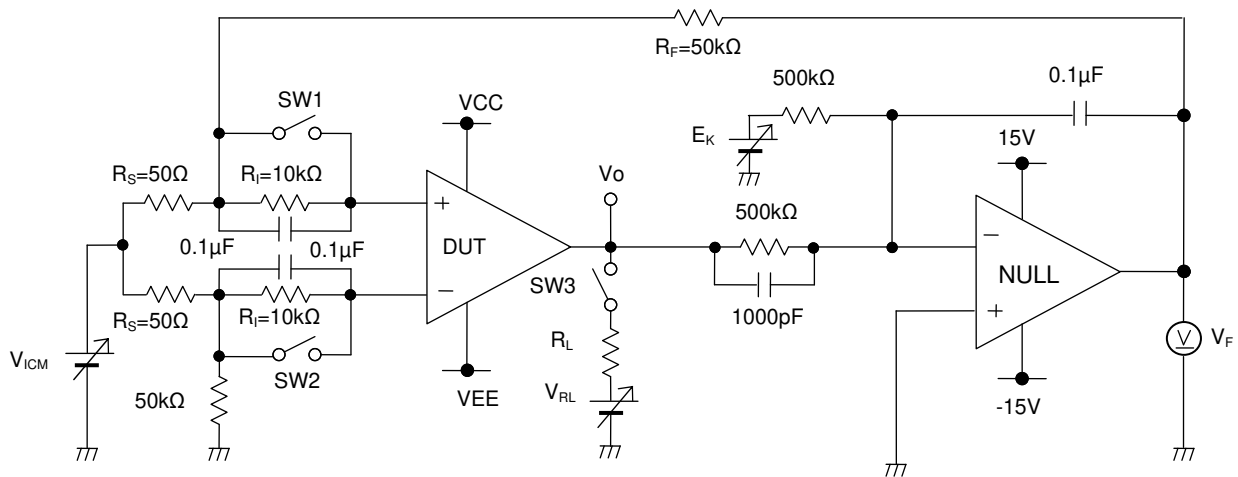 RF=50kΩ
500kΩ
0.1µF
SW1
VCC
EK
15V
RS=50Ω
RI=10kΩ
Vo
500kΩ
+
0.1µF
0.1µF
DUT
−
NULL
SW3
−
+
RS=50Ω
RI=10kΩ
1000pF
VF
V
VICM
SW2
RL
50kΩ
VEE
VRL
-15V